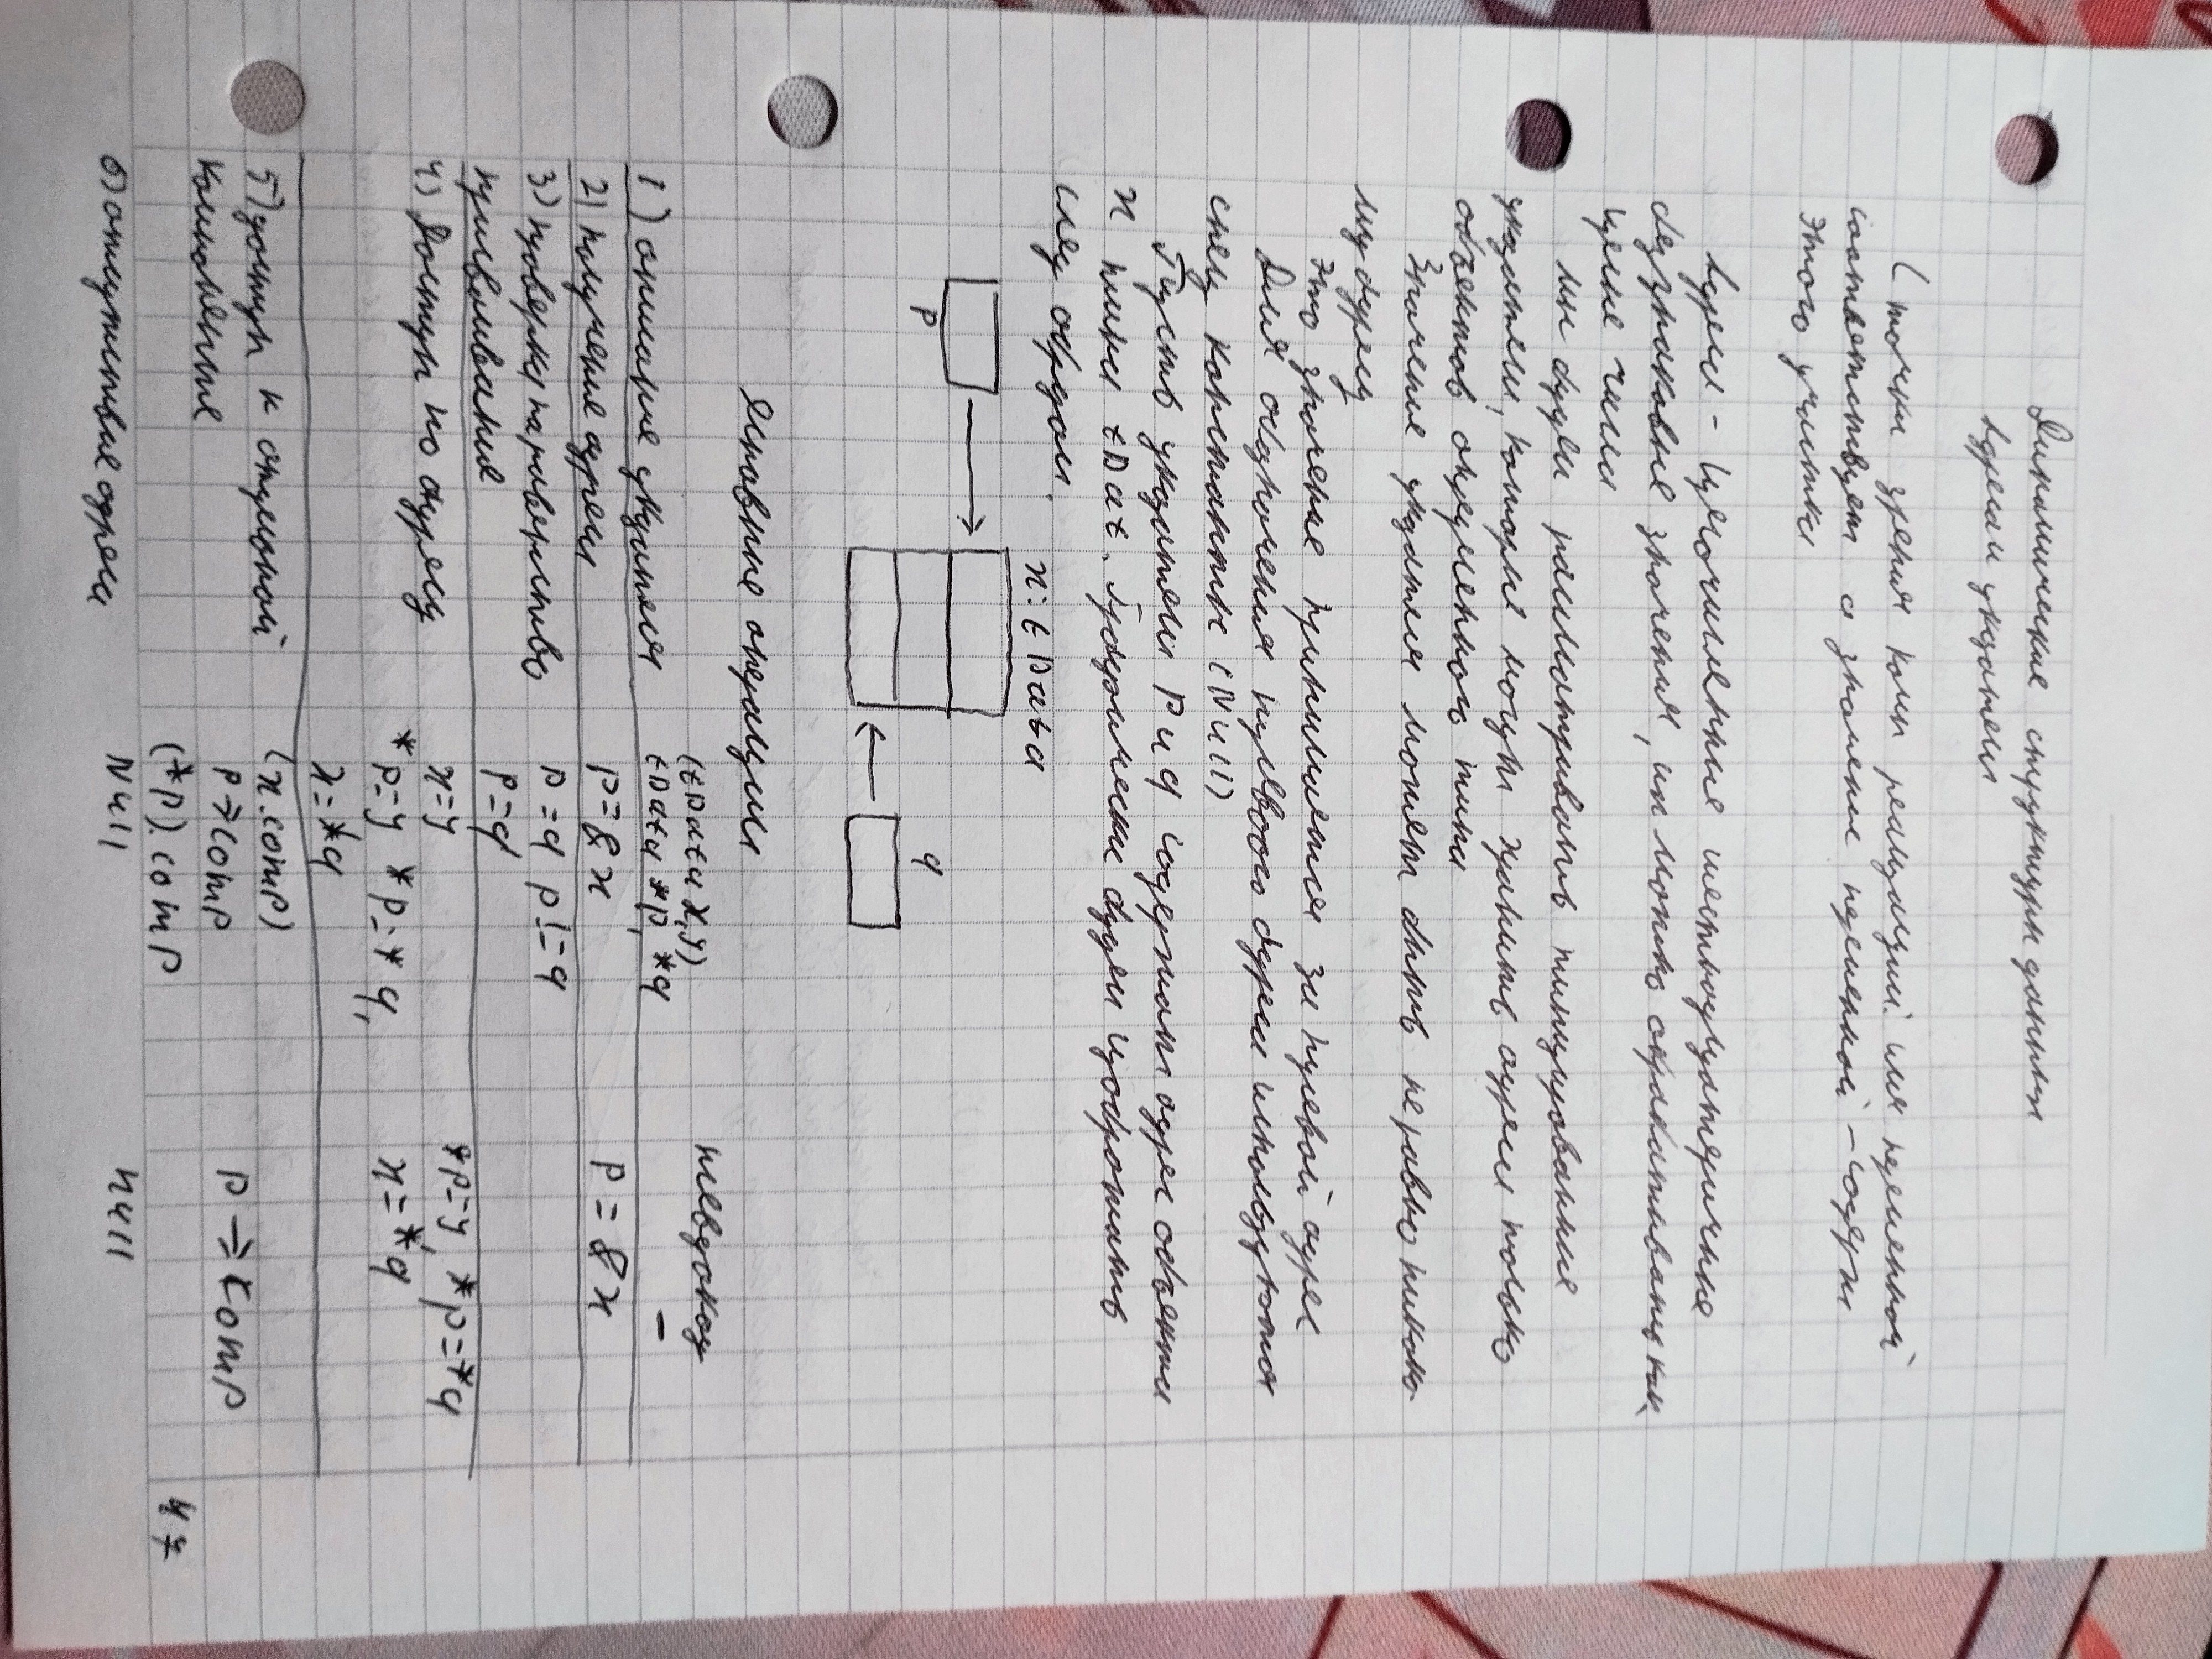 Динамические структуры данных
Адреса и указатели
С точки зрения комп реализации. имя переменной
соответствует а значение переменной - содерж
этого участка
Адреса - целочисленные шестнадцатеричные
беззнаковые значения, их можно обрабатывать как
целые числа
мы будем рассматривать типизированные
указатели, которые могут хранить адреса только
объектов определенного типа
Значение указателя может быть не равно никако-
му адресу
Это значение принимается за нулевой адрес
Для обозначения нулевоого адреса используются
спец константы (Null)
Пусть указатели P и q содержат адрес объекта
x типа tDat. Графически будем изображать
след образом.
x: tData
P
q
Основные операции
(tData x,y) псевдокод
1) описание указателя tData *p, *q -
2) получение адреса p=&x P=&x
3) проверка на равенство p=q p!=q
присваивания P=q
4) Доступ по адресу x=y *P=y, *p=*q
*p=y *p=*q, x=*q
x=*q
5) доступ к отдельной (x.comp)
компоненте P->comp P->comp
(*p).comp
47
6) отсутствие адреса Null Null